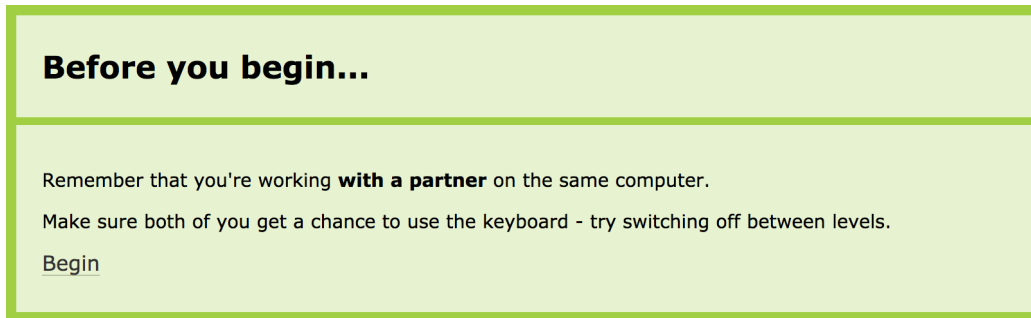 Before you begin...
Remember that you're working with a partner on the same computer.
Make sure both of you get a chance to use the keyboard - try switching off between levels.
Begin